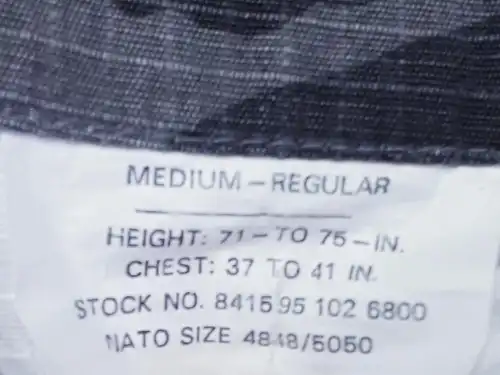 MEDIUM-REGULAR
HEIGHT: 71-TO 75-IN.
CHEST: 37 TO 41 IN.
STOCK NO. 8415 95 102 6800
NATO SIZE 4848/5050